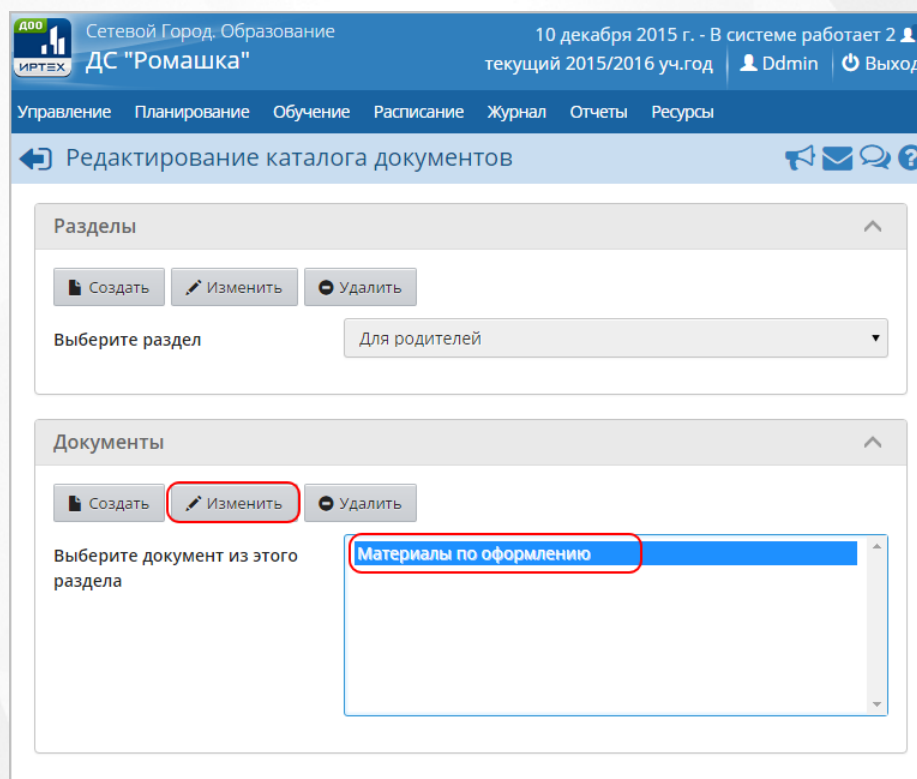 ДОО
ИРТЕХ
Сетевой Город. Образование
ДС "Ромашка"
10 декабря 2015 г. - В системе работает 2
текущий 2015/2016 уч.год
Ddmin
Выход
Управление Планирование Обучение Расписание Журнал Отчеты Ресурсы
Редактирование каталога документов
Разделы
Создать Изменить Удалить
Выберите раздел
Для родителей
Документы
Создать Изменить Удалить
Выберите документ из этого
раздела
Материалы по оформлению